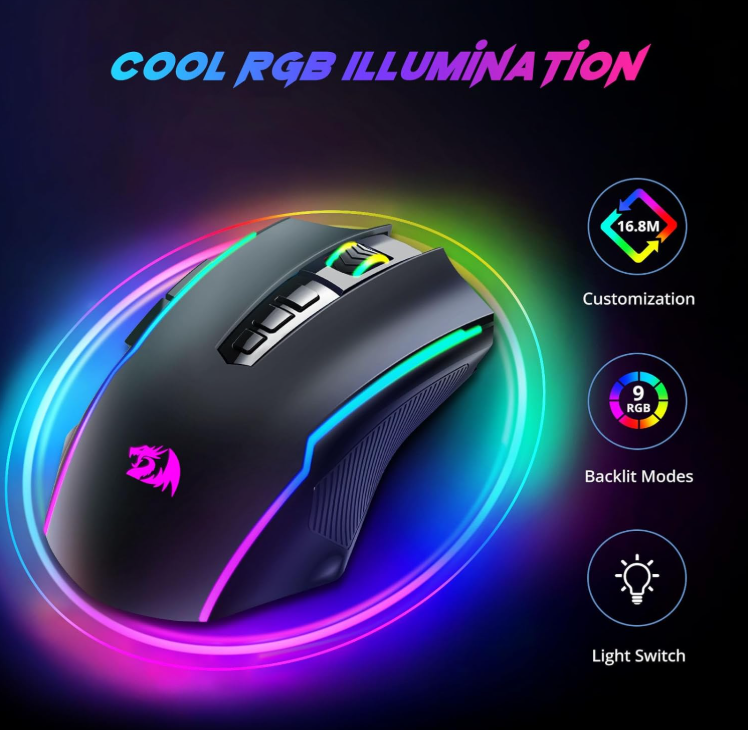 COOL RGB ILLUMINATION
16.8M
Customization
9
RGB
Backlit Modes
Light Switch